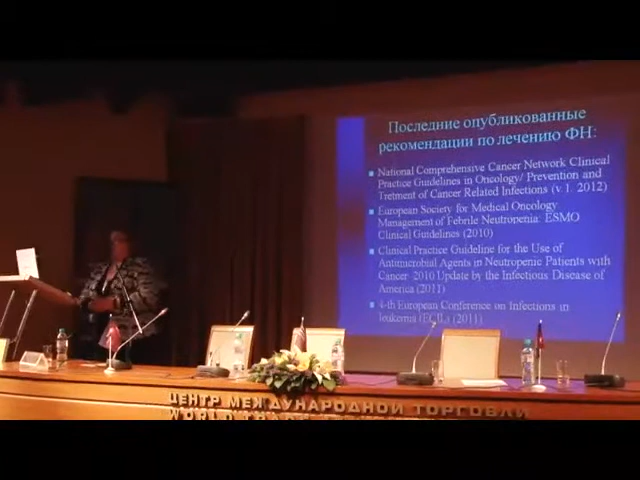 Последние опубликованные
рекомендации по лечению ФН:
National Comprehensive Cancer Network Clinical
Practice Guidelines in Oncology/ Prevention and
Tretment of Cancer Related Infections (v 1. 2012)
European Society for Medical Oncology
Management of Febrile Neutropenia: ESMO
Clinical Guidelines (2010)
Clinical Practice Guideline for the Use of
Antimicrobial Agents in Neutropenic Patients with
Cancer -2010 Update by the Infectious Disease of
America (2011)
4-th European Conference on Infections in
leukemia (ECIL) (2011)
ЦЕНТР МЕЖДУНАРОДНОЙ ТОРГОВЛИ
WORLD TRADE